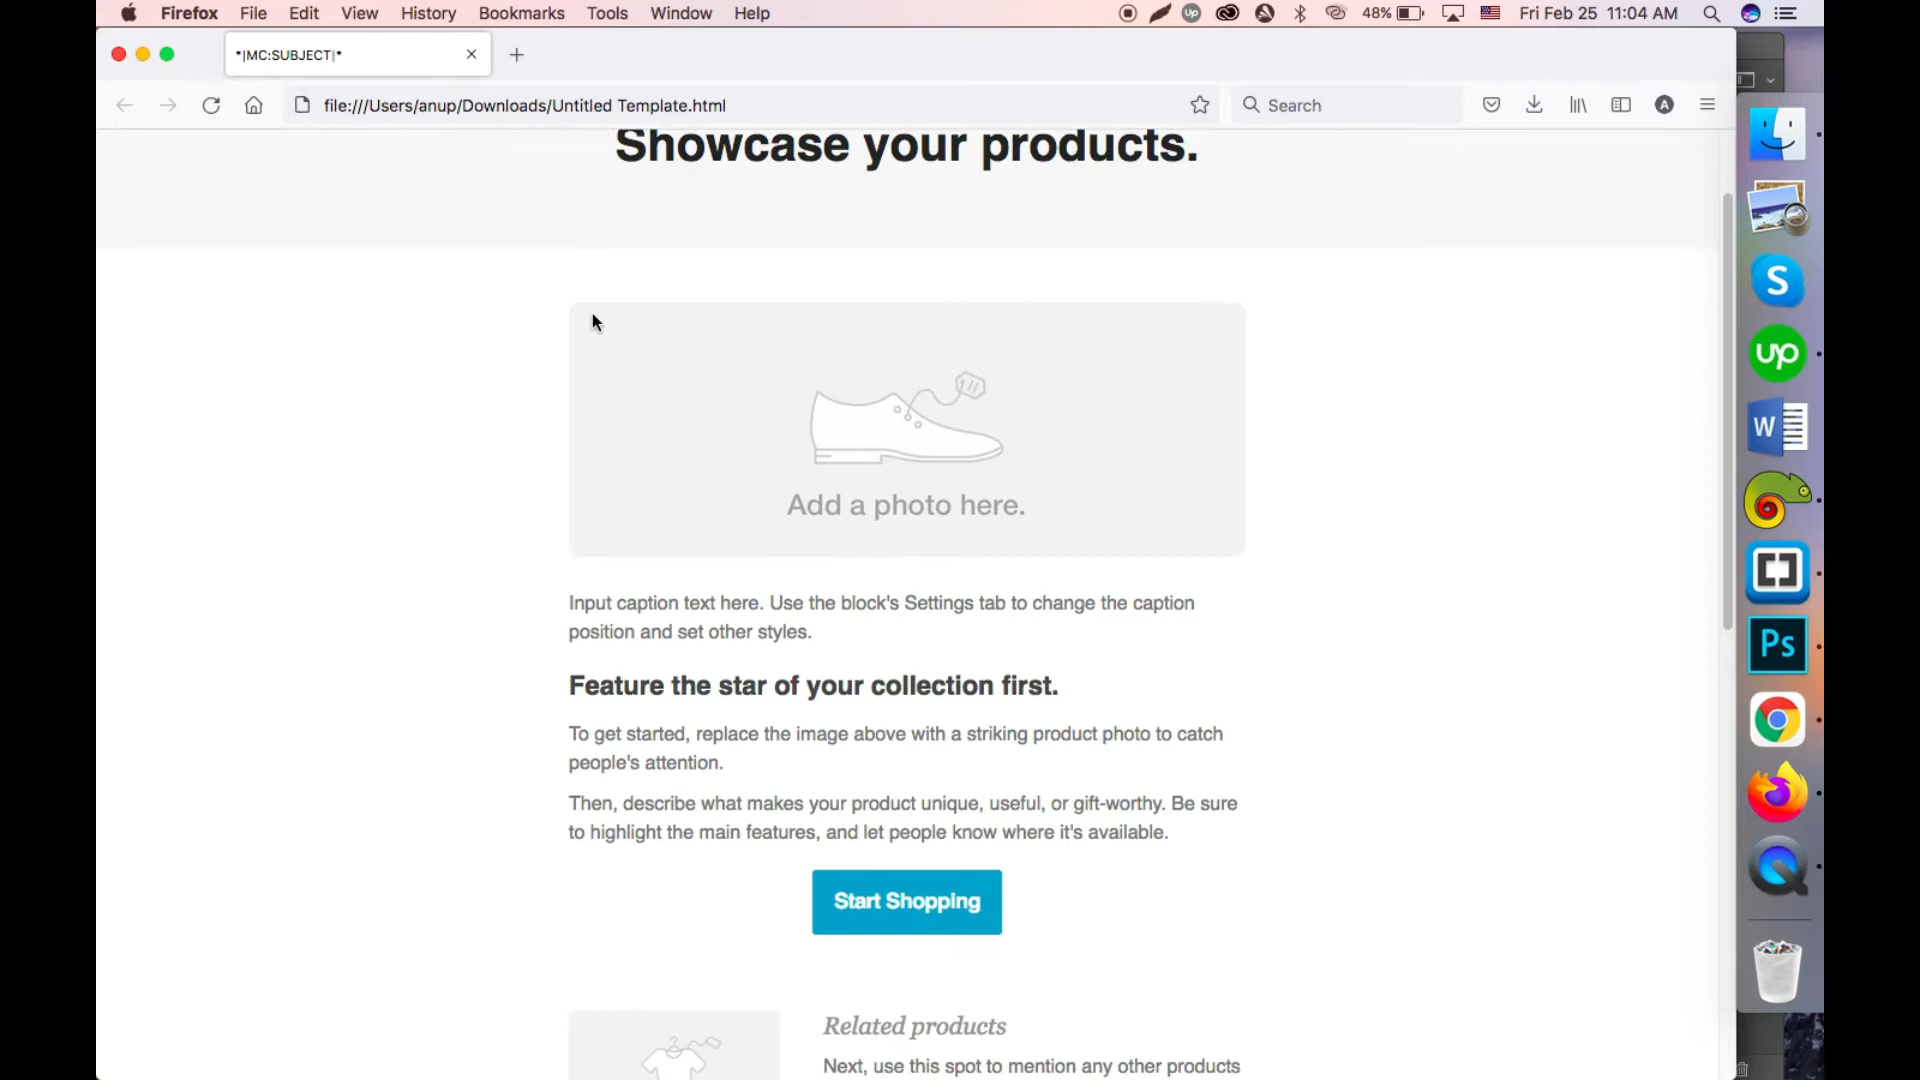 Firefox File Edit View History Bookmarks Tools Window Help
up
48%
Fri Feb 25 11:04 AM
*|MC:SUBJECT|*
file:///Users/anup/Downloads/Untitled Template.html
Search
A
Showcase your products.
Add a photo here.
Input caption text here. Use the block's Settings tab to change the caption
position and set other styles.
Feature the star of your collection first.
To get started, replace the image above with a striking product photo to catch
people's attention.
Then, describe what makes your product unique, useful, or gift-worthy. Be sure
to highlight the main features, and let people know where it's available.
Start Shopping
Related products
Next, use this spot to mention any other products
S
up
W
Ps